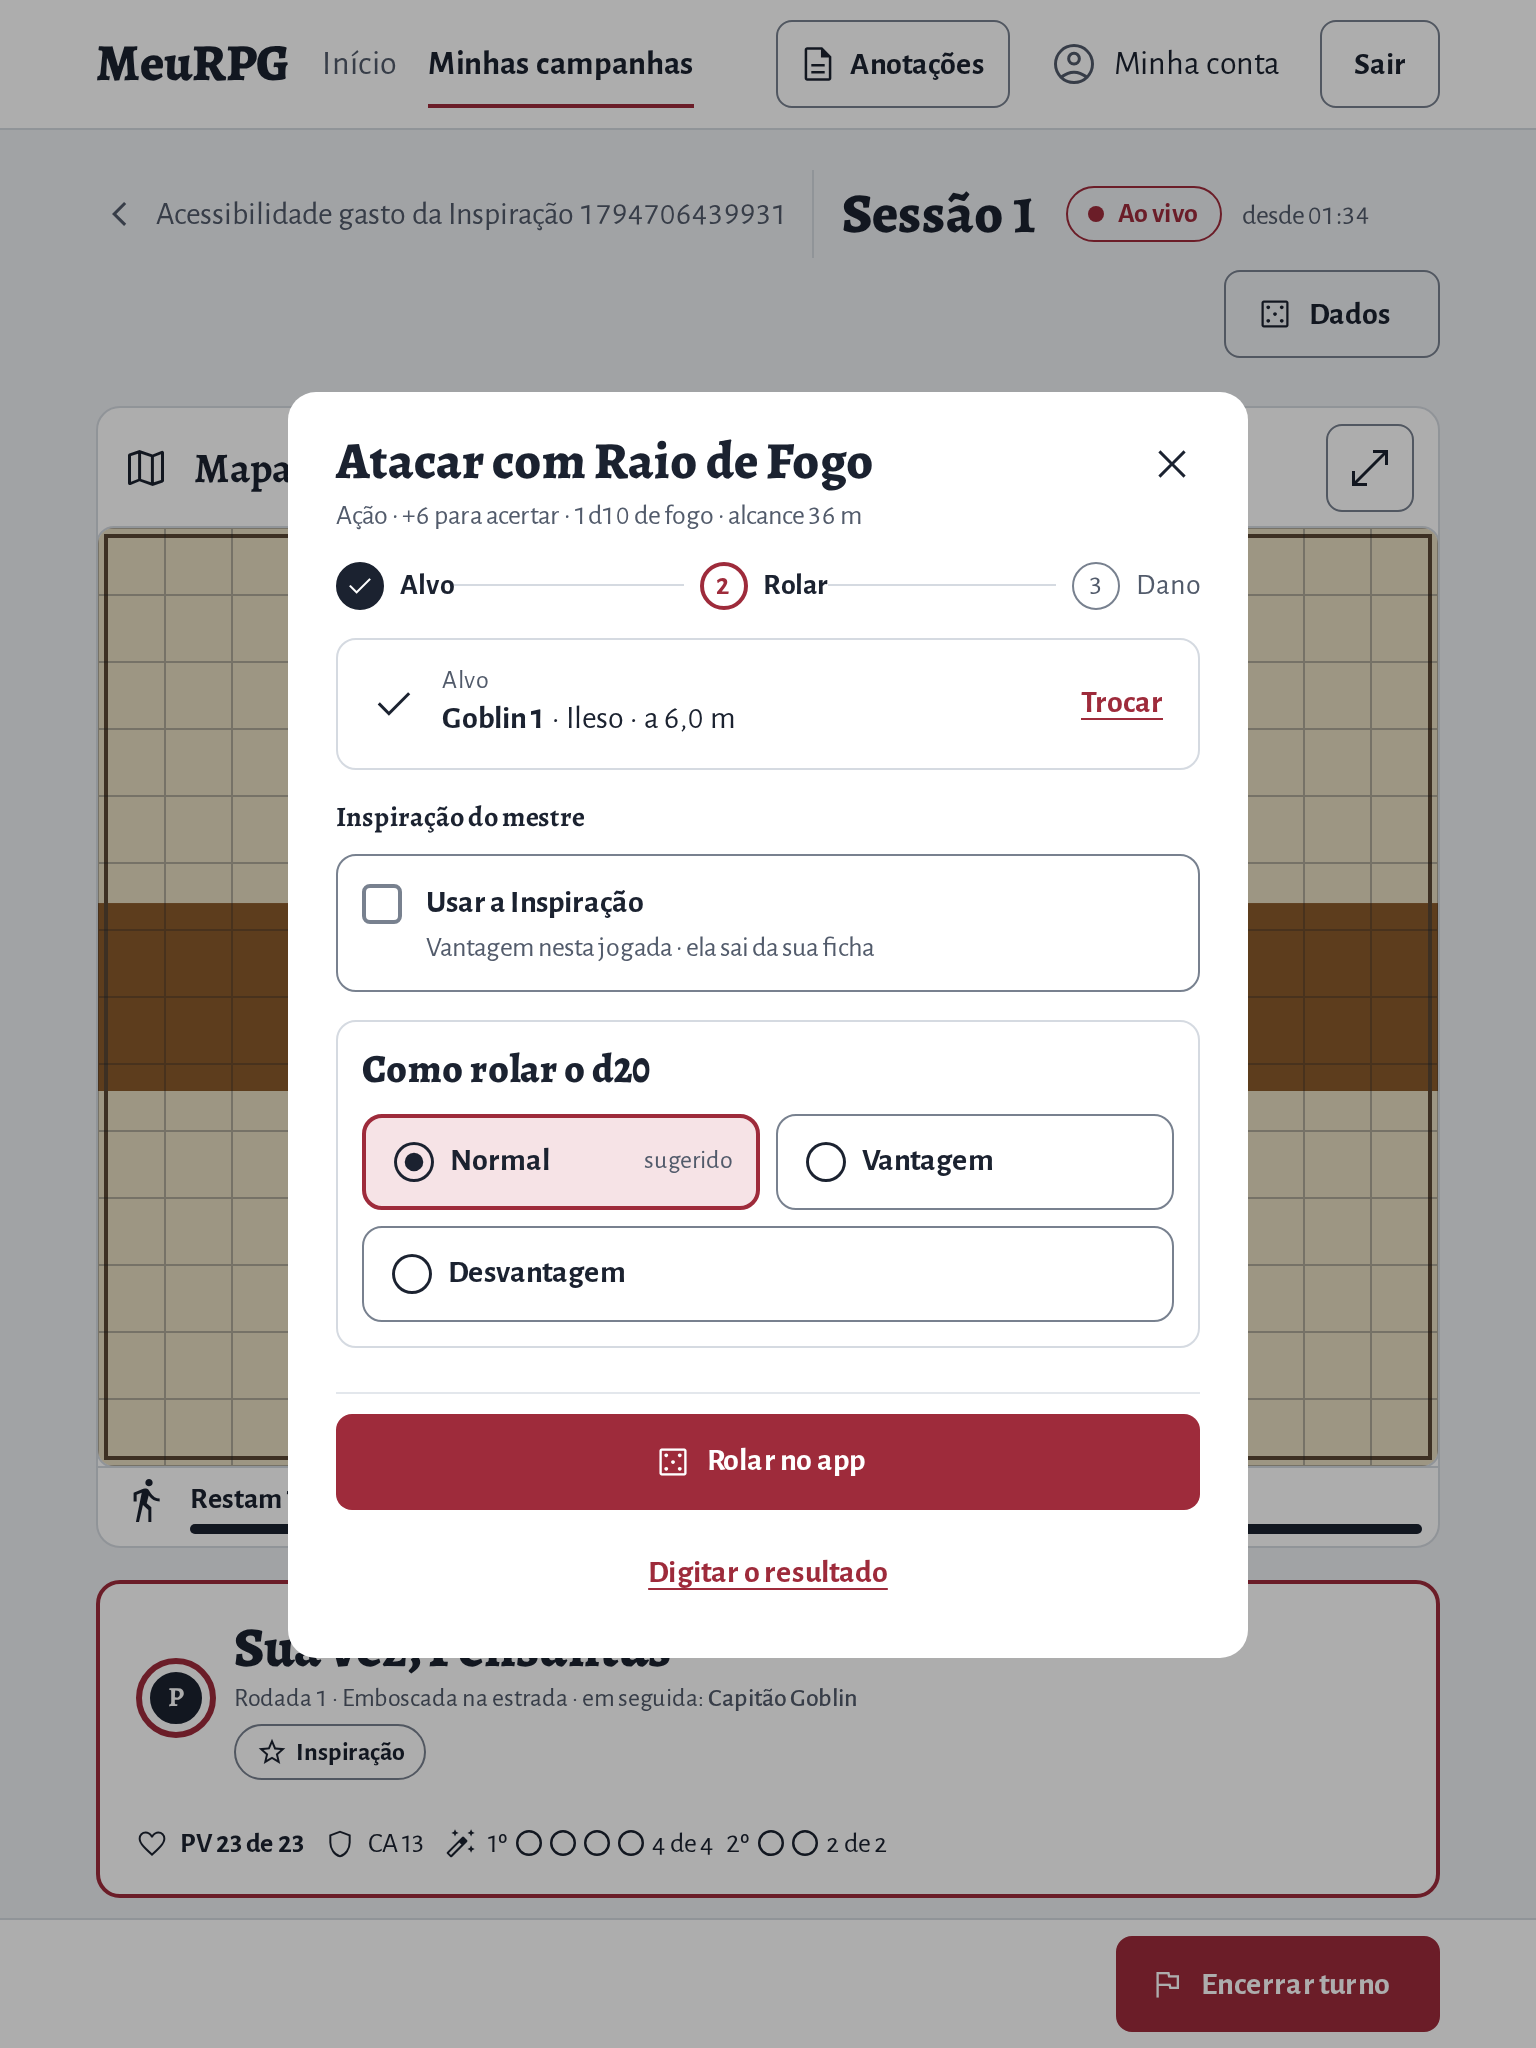 MeuRPG Início Minhas campanhas Anotações Minha conta Sair
Acessibilidade gasto da Inspiração 1794706439931 Sessão 1 Ao vivo desde 01:34
Dados
Mapa
Atacar com Raio de Fogo
Ação · +6 para acertar · 1d10 de fogo · alcance 36 m
Alvo 2 Rolar 3 Dano
Alvo
Goblin 1 · Ileso · a 6,0 m
Trocar
Inspiração do mestre
Usar a Inspiração
Vantagem nesta jogada · ela sai da sua ficha
Como rolar o d20
Normal sugerido Vantagem
Desvantagem
Rolar no app
Restam
Digitar o resultado
Sua vez,
P
Rodada 1 · Emboscada na estrada · em seguida: Capitão Goblin
Inspiração
PV 23 de 23 CA 13 1º 4 de 4 2º 2 de 2
Encerrar turno